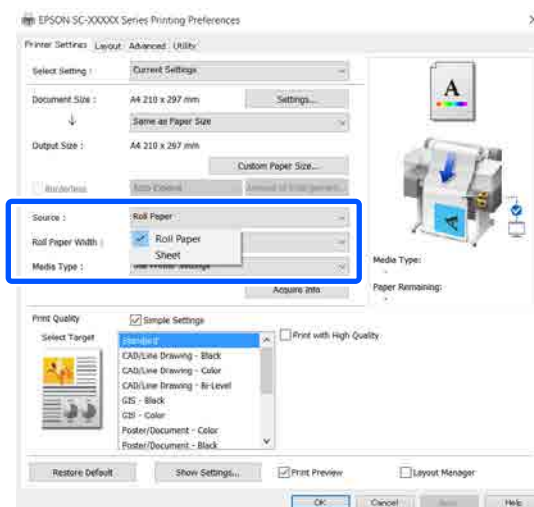 EPSON SC-XXXXX Series Printing Preferences
Printer Settings Layout Advanced Utility
Select Setting : Current Settings
Document Size : A4 210 x 297 mm Settings...
Same as Paper Size
Output Size : A4 210 x 297 mm
Custom Paper Size...
Borderless Auto Expand Amount of Enlargement...
Source : Roll Paper
Roll Paper Width : Roll Paper
Sheet
Media Type : Use Printer Settings
Acquire Info
A
Media Type:
-
Paper Remaining:
-
Print Quality Simple Settings
Select Target Standard Print with High Quality
CAD/Line Drawing - Black
CAD/Line Drawing - Color
CAD/Line Drawing - Bi-Level
GIS - Black
GIS - Color
Poster/Document - Color
Poster/Document - Black
Restore Default Show Settings... Print Preview Layout Manager
OK Cancel Apply Help